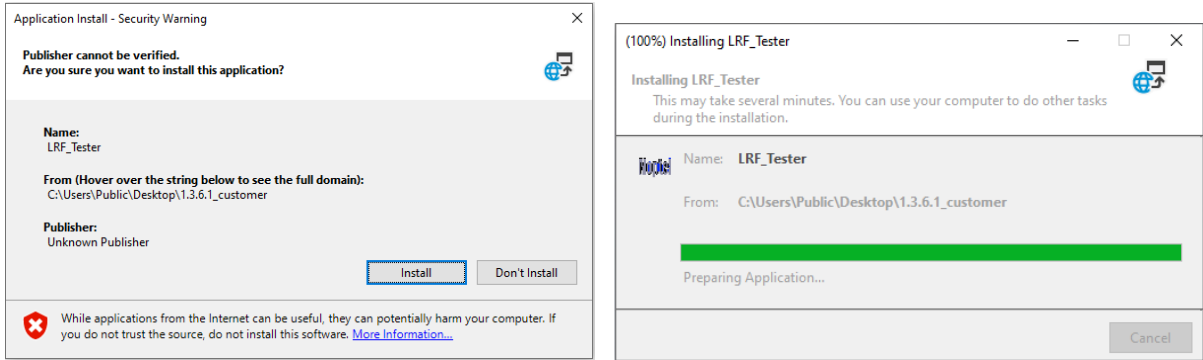 Application Install - Security Warning
Publisher cannot be verified.
Are you sure you want to install this application?
Name:
LRF_Tester
From (Hover over the string below to see the full domain):
C:\Users\Public\Desktop\1.3.6.1_customer
Publisher:
Unknown Publisher
Install
Don't Install
While applications from the Internet can be useful, they can potentially harm your computer. If
you do not trust the source, do not install this software. More Information...
(100%) Installing LRF_Tester
Installing LRF_Tester
This may take several minutes. You can use your computer to do other tasks
during the installation.
Noptel
Name: LRF_Tester
From: C:\Users\Public\Desktop\1.3.6.1_customer
Preparing Application...
Cancel